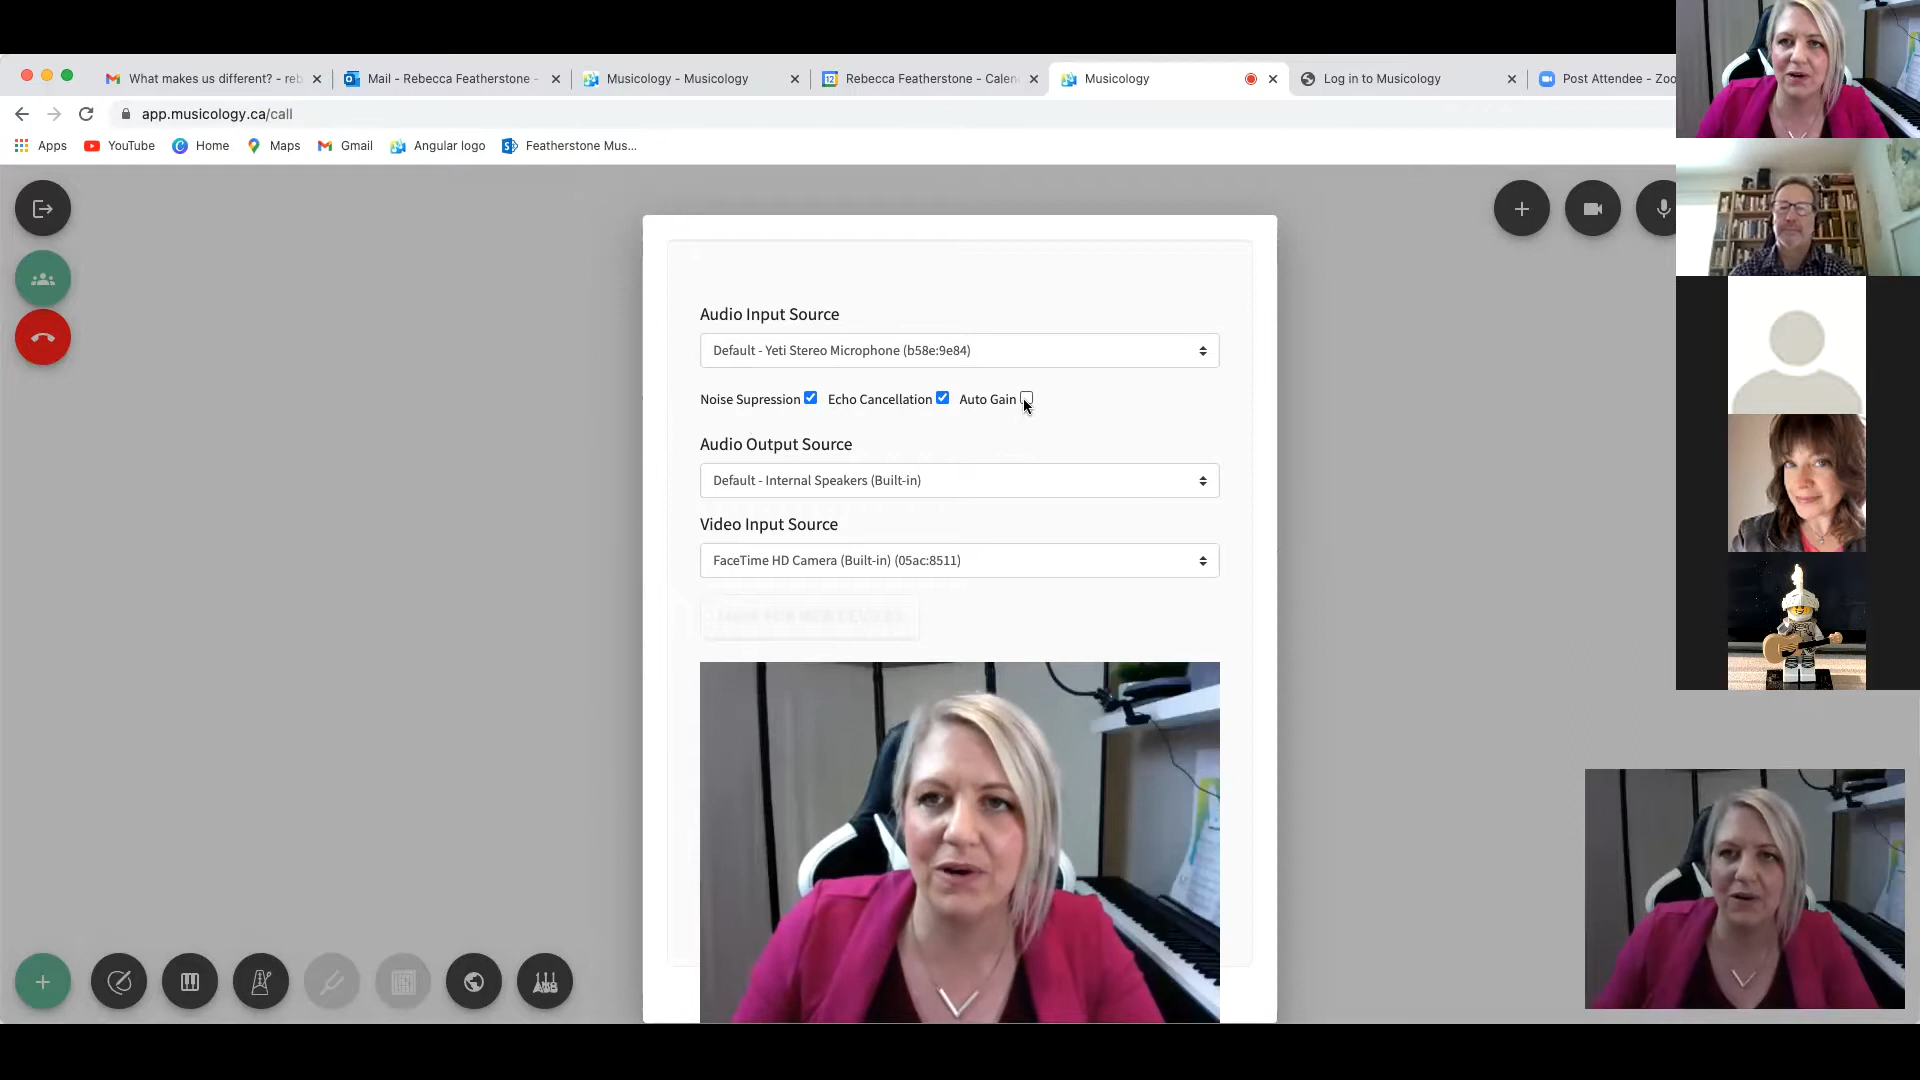 What makes us different? - reb
Mail - Rebecca Featherstone -
Musicology - Musicology
Rebecca Featherstone - Calen
Musicology
Log in to Musicology
Post Attendee - Zoo
app.musicology.ca/call
Apps
YouTube
Home
Maps
Gmail
Angular logo
Featherstone Mus...
Audio Input Source
Default - Yeti Stereo Microphone (b58e:9e84)
Noise Supression
Echo Cancellation
Auto Gain
Audio Output Source
Default - Internal Speakers (Built-in)
Video Input Source
FaceTime HD Camera (Built-in) (05ac:8511)